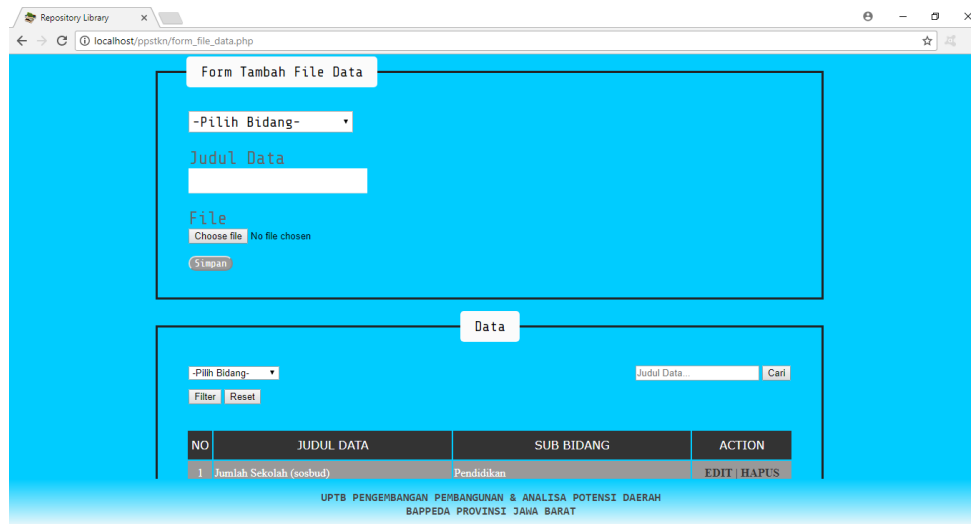 Repository Library
localhost/ppstkn/form_file_data.php
Form Tambah File Data
-Pilih Bidang-
Judul Data
File
Choose file No file chosen
Simpan
Data
-Pilih Bidang- Judul Data... Cari
Filter Reset
NO JUDUL DATA SUB BIDANG ACTION
1 Jumlah Sekolah (sosbud) Pendidikan EDIT | HAPUS
UPTB PENGEMBANGAN PEMBANGUNAN & ANALISA POTENSI DAERAH
BAPPEDA PROVINSI JAWA BARAT